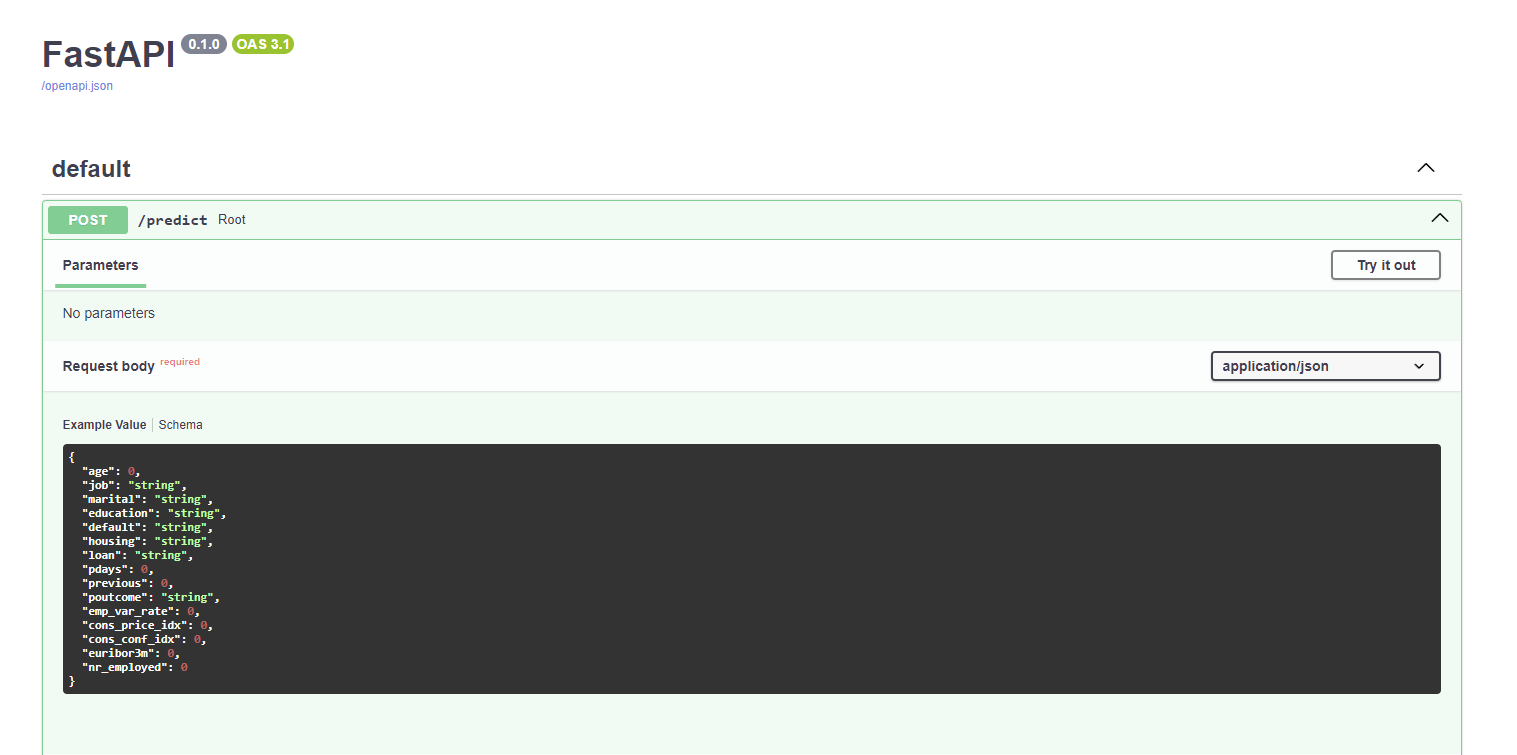 FastAPI 0.1.0 OAS 3.1
/openapi.json
default
POST /predict Root
Parameters Try it out
No parameters
Request body required application/json
Example Value Schema
{
"age": 0,
"job": "string",
"marital": "string",
"education": "string",
"default": "string",
"housing": "string",
"loan": "string",
"pdays": 0,
"previous": 0,
"poutcome": "string",
"emp_var_rate": 0,
"cons_price_idx": 0,
"cons_conf_idx": 0,
"euribor3m": 0,
"nr_employed": 0
}